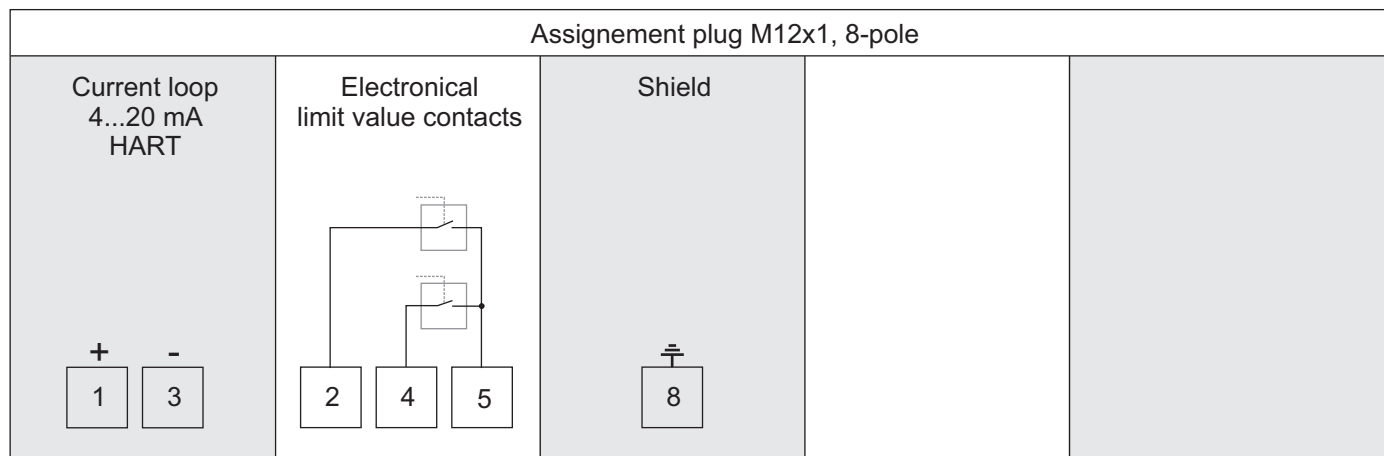 Assignement plug M12x1, 8-pole
Current loop
4...20 mA
HART
Electronical
limit value contacts
Shield
+ -
1 3
2 4 5
8